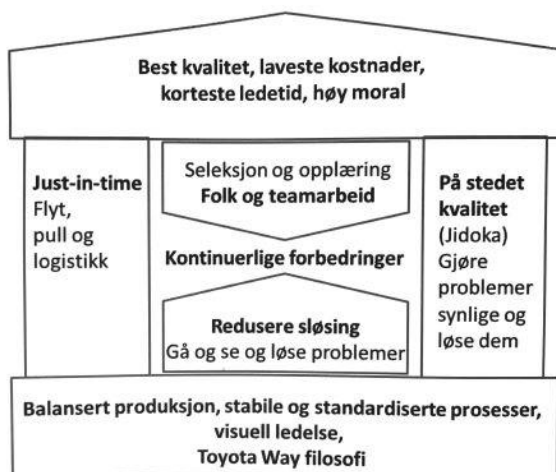 Best kvalitet, laveste kostnader,
korteste ledetid, høy moral
Just-in-time
Flyt,
pull og
logistikk
Seleksjon og opplæring
Folk og teamarbeid
Kontinuerlige forbedringer
Redusere sløsing
Gå og se og løse problemer
På stedet
kvalitet
(Jidoka)
Gjøre
problemer
synlige og
løse dem
Balansert produksjon, stabile og standardiserte prosesser,
visuell ledelse,
Toyota Way filosofi